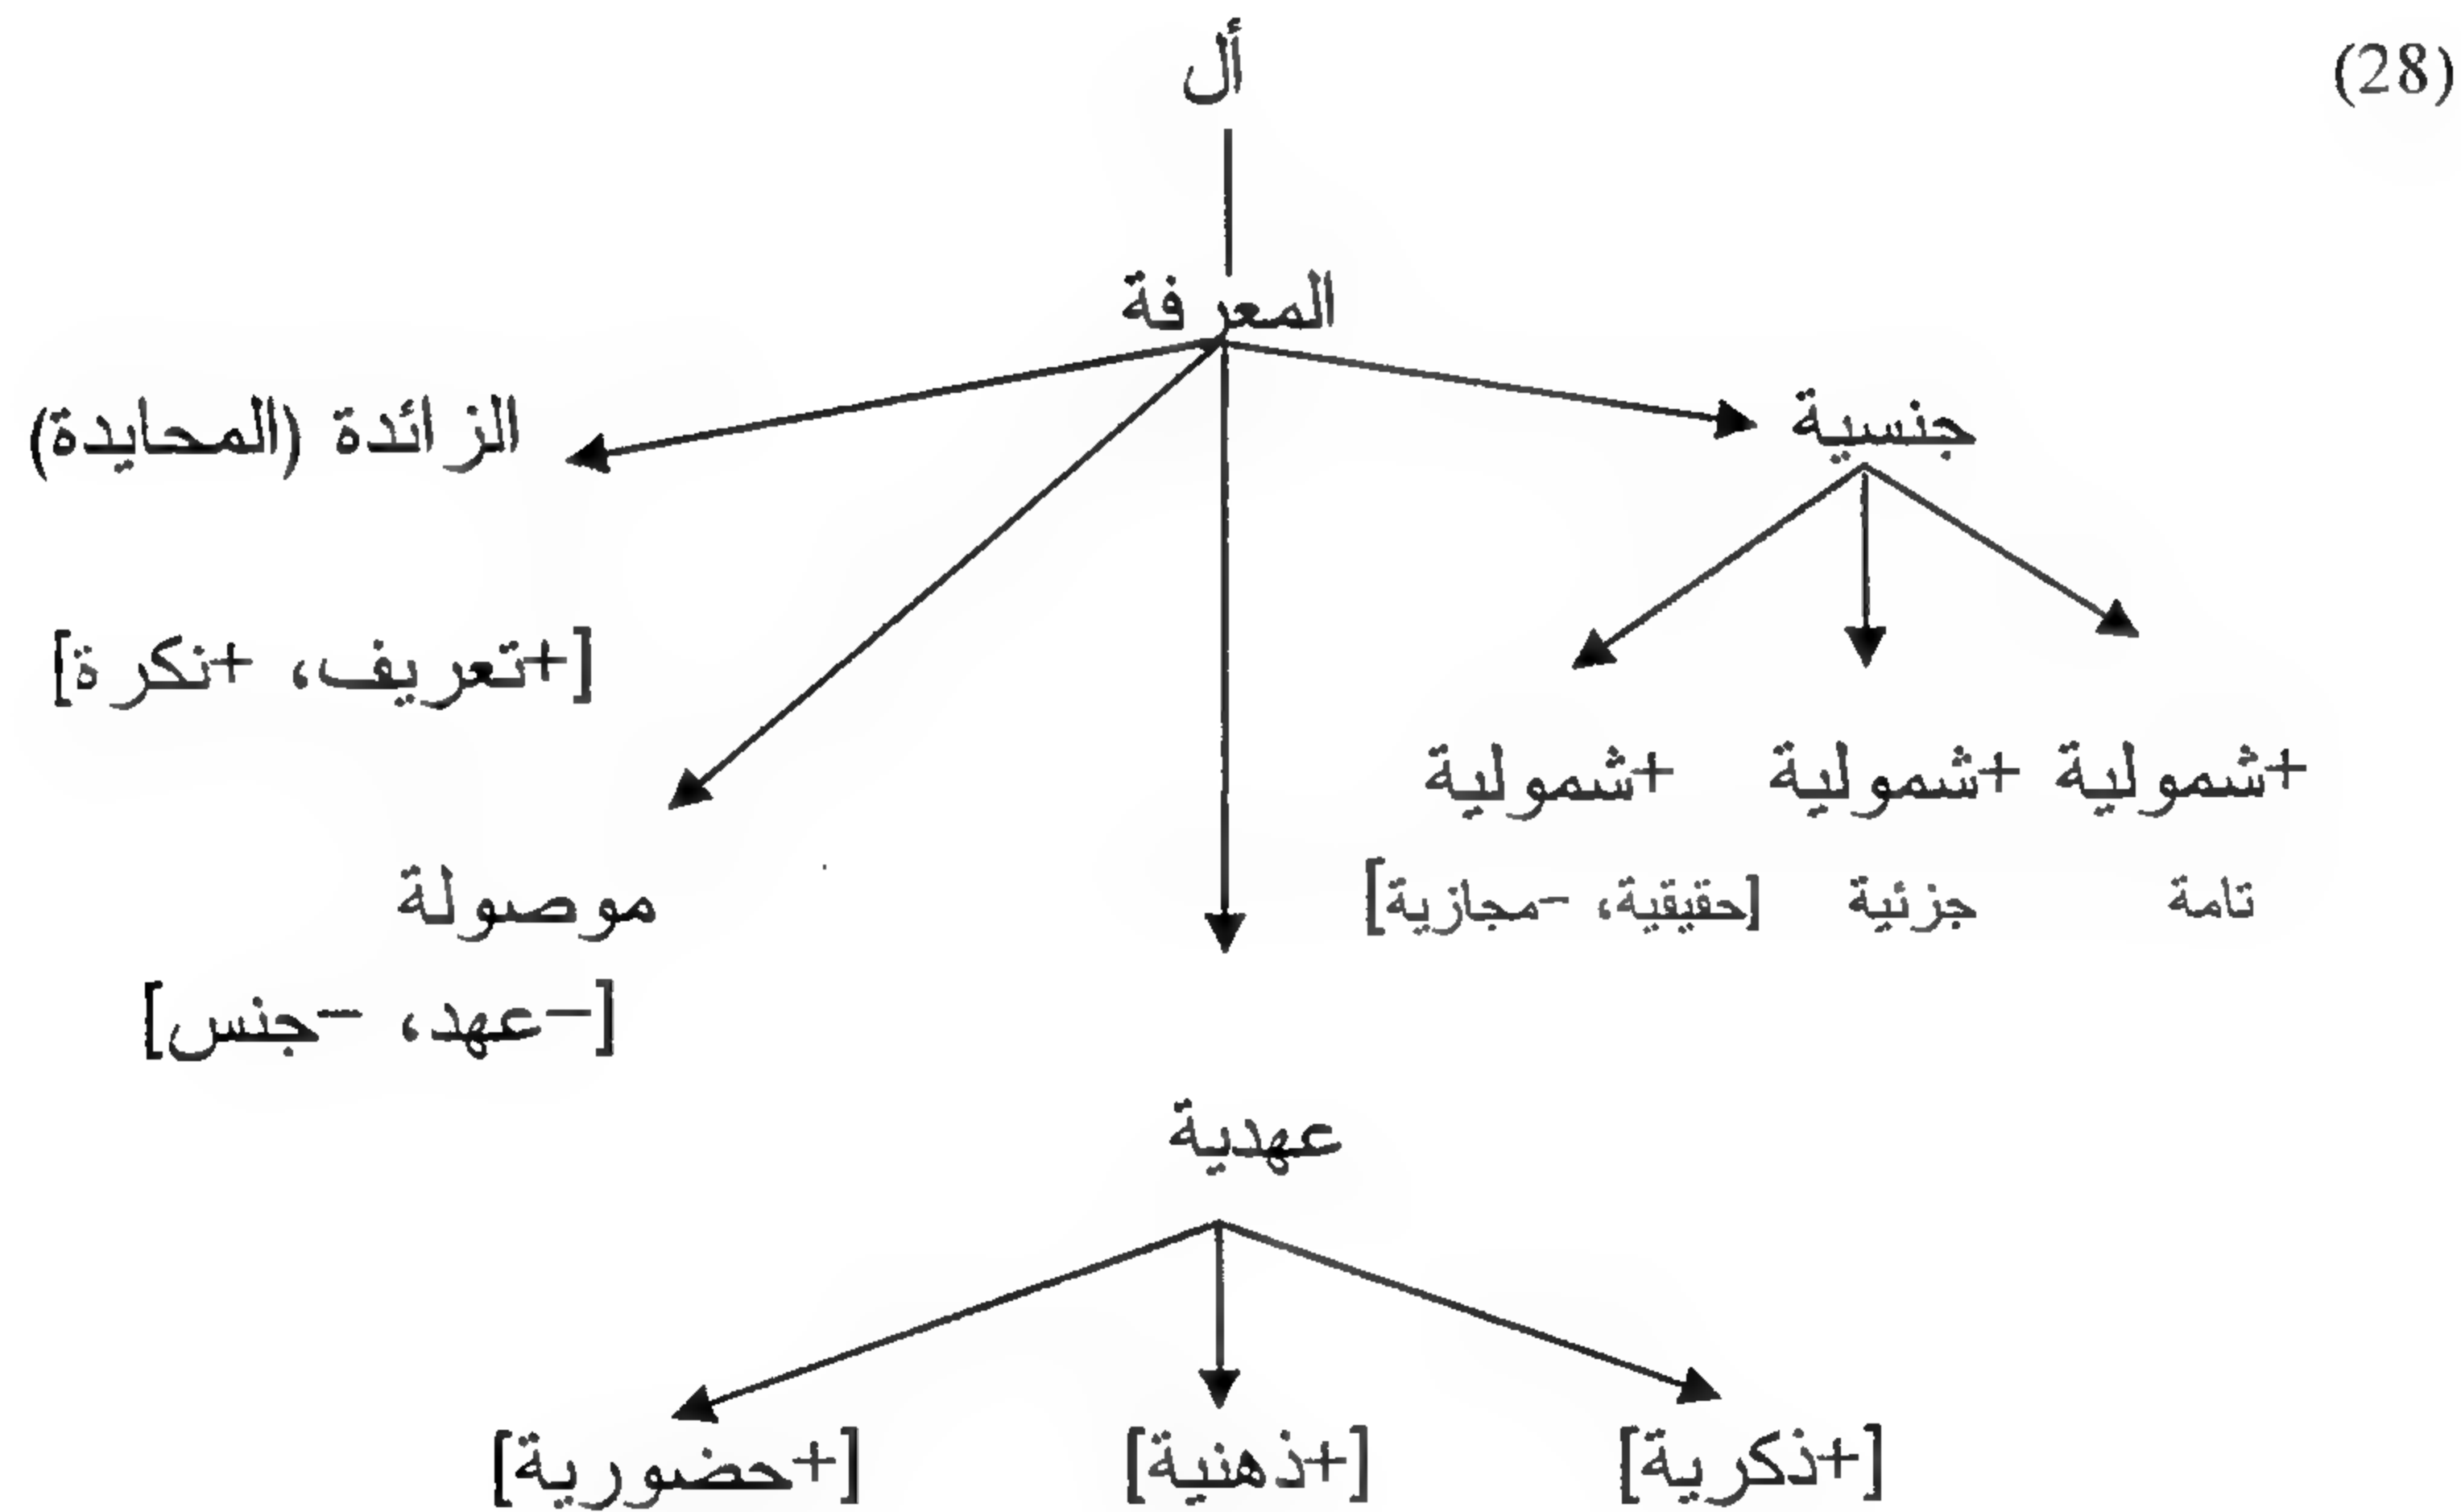 (28)
أل
المعرفة
جنسية
الزائدة (المحايدة)
[+تعريف، +نكرة]
+شمولية +شمولية +شمولية
تامة جزئية [حقيقية، -مجازية]
موصولة
[-عهد، -جنس]
عهدية
[+ذكرية] [+ذهنية] [+حضورية]